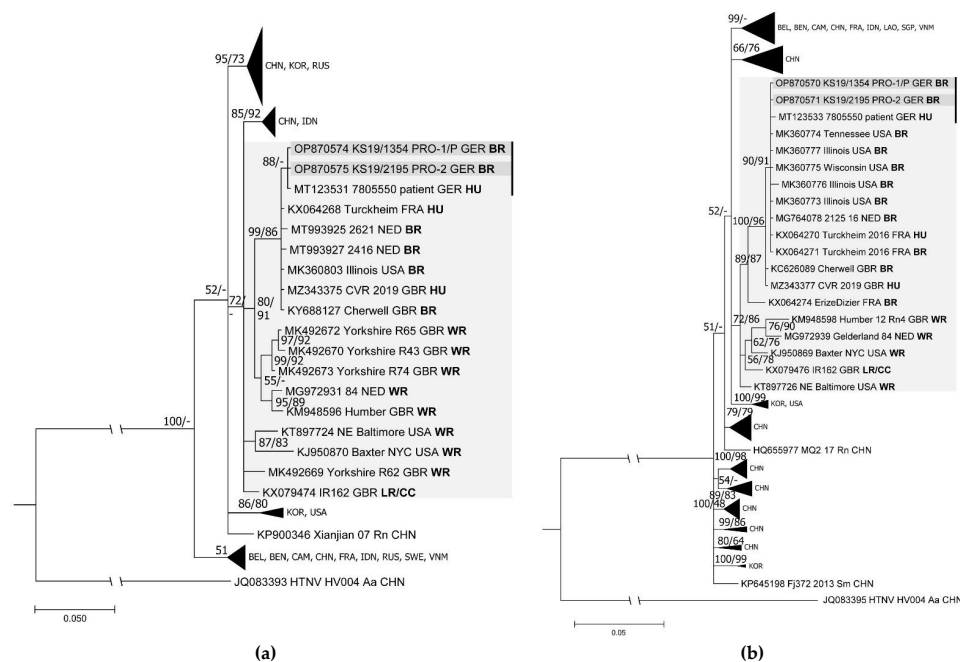 95/73
CHN, KOR, RUS
85/92
CHN, IDN
OP870574 KS19/1354 PRO-1/P GER BR
88/-
OP870575 KS19/2195 PRO-2 GER BR
MT123531 7805550 patient GER HU
KX064268 Turckheim FRA HU
99/86
MT993925 2621 NED BR
MT993927 2416 NED BR
MK360803 Illinois USA BR
52/-
72/
-
80/
91
MZ343377 CVR 2019 GBR HU
KY688127 Cherwell GBR BR
MK492672 Yorkshire R65 GBR WR
97/92
MK492670 Yorkshire R43 GBR WR
99/92
MK492673 Yorkshire R74 GBR WR
55/-
MG972931 84 NED WR
95/89
KM948596 Humber GBR WR
100/-
KT897724 NE Baltimore USA WR
87/83
KJ950870 Baxter NYC USA WR
MK492669 Yorkshire R62 GBR WR
KX079474 IR162 GBR LR/CC
86/80
KOR, USA
KP900346 Xianjian 07 Rn CHN
51
BEL, BEN, CAM, CHN, FRA, IDN, RUS, SWE, VNM
JQ083393 HTNV HV004 Aa CHN
0.050
(a)
99/-
BEL, BEN, CAM, CHN, FRA, IDN, LAO, SGP, VNM
66/76
CHN
OP870570 KS19/1354 PRO-1/P GER BR
OP870571 KS19/2195 PRO-2 GER BR
MT123533 7805550 patient GER HU
MK360774 Tennessee USA BR
MK360777 Illinois USA BR
90/91
MK360775 Wisconsin USA BR
MK360776 Illinois USA BR
MK360773 Illinois USA BR
100/96
MG764078 2125 16 NED BR
52/-
KX064270 Turckheim 2016 FRA HU
KX064271 Turckheim 2016 FRA BR
89/87
KC626089 Cherwell GBR BR
MZ343377 CVR 2019 GBR HU
KX064274 ErizeDizier FRA BR
72/86
KM948598 Humber 12 Rn4 GBR WR
76/90
51/-
MG972939 Gelderland 84 NED WR
62/76
KJ950869 Baxter NYC USA WR
56/78
KX079476 IR162 GBR LR/CC
KT897726 NE Baltimore USA WR
100/99
KOR, USA
79/79
CHN
HQ655977 MQ2 17 Rn CHN
100/98
CHN
54/-
CHN
89/83
100/48
CHN
99/86
CHN
80/64
CHN
100/99
KOR
KP645198 Fj372 2013 Sm CHN
JQ083395 HTNV HV004 Aa CHN
0.05
(b)